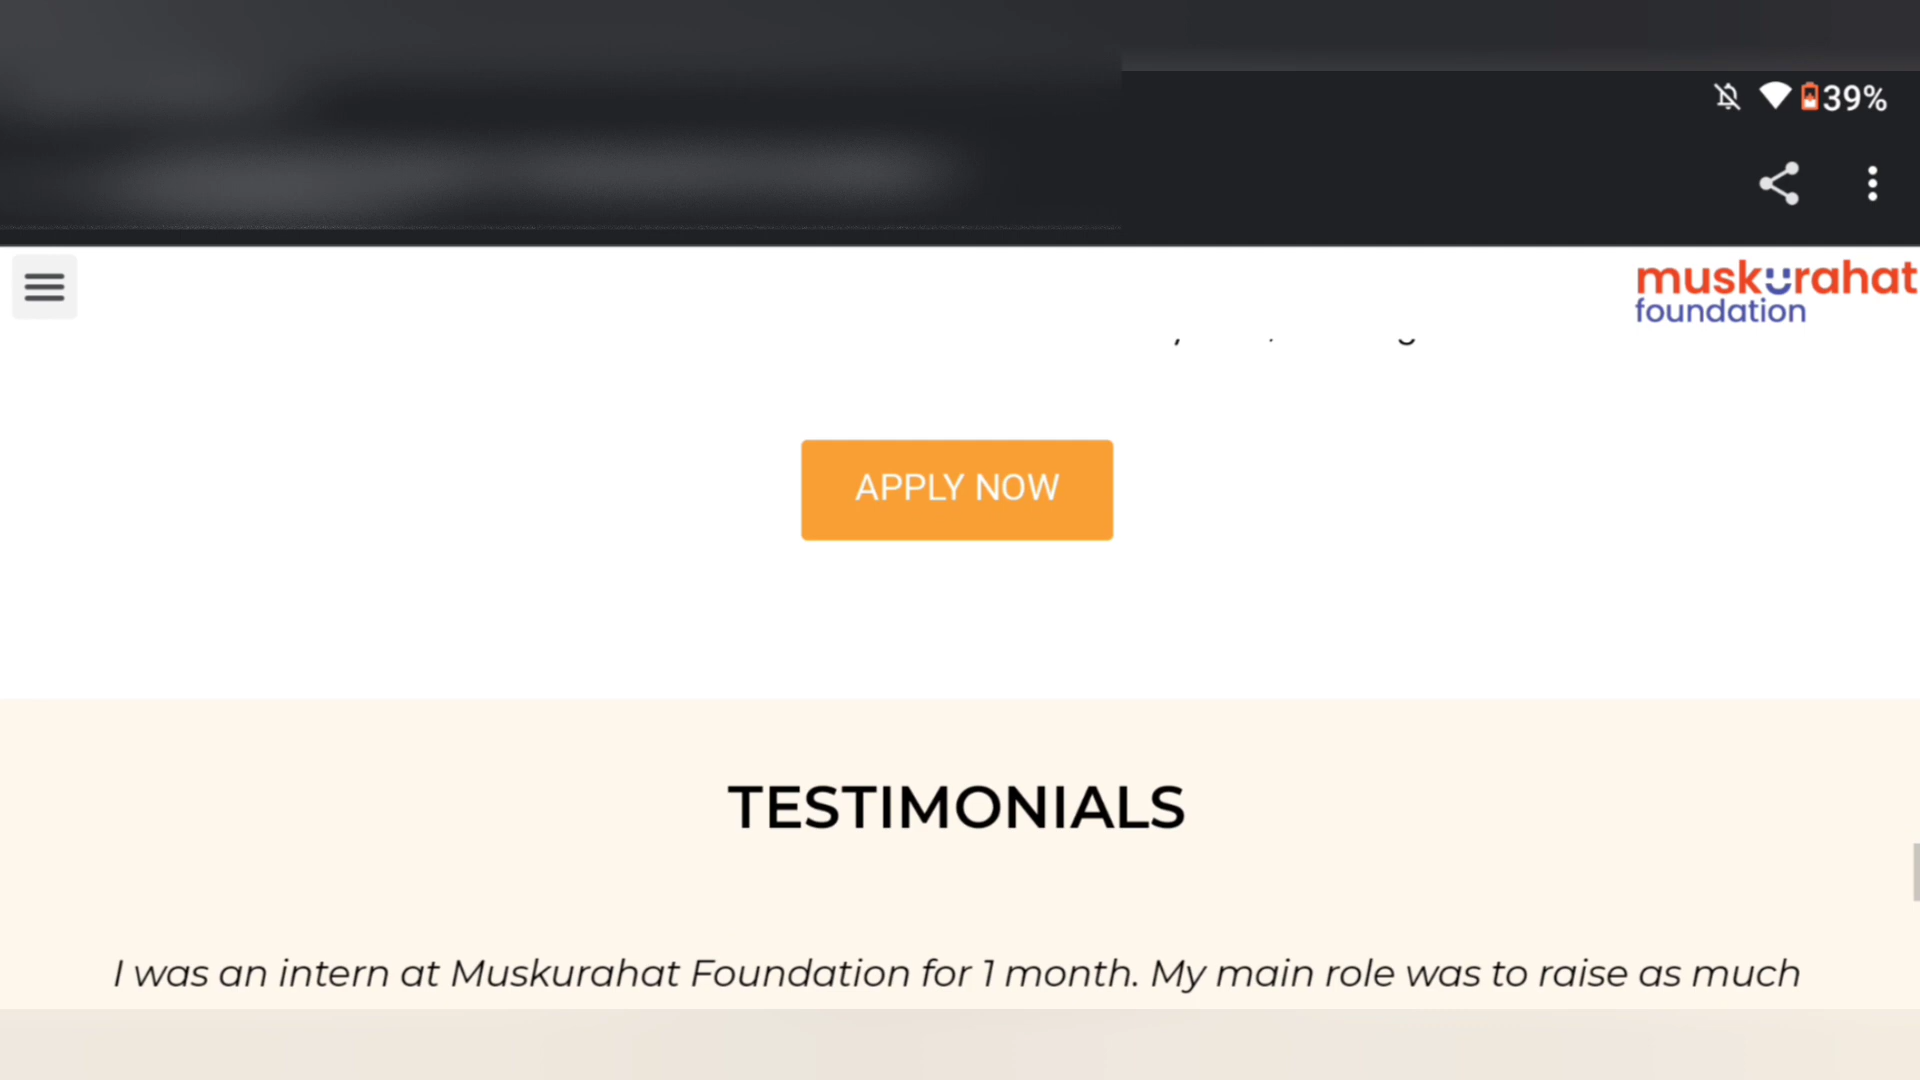 39%
muskurahat
foundation
APPLY NOW
TESTIMONIALS
I was an intern at Muskurahat Foundation for 1 month. My main role was to raise as much